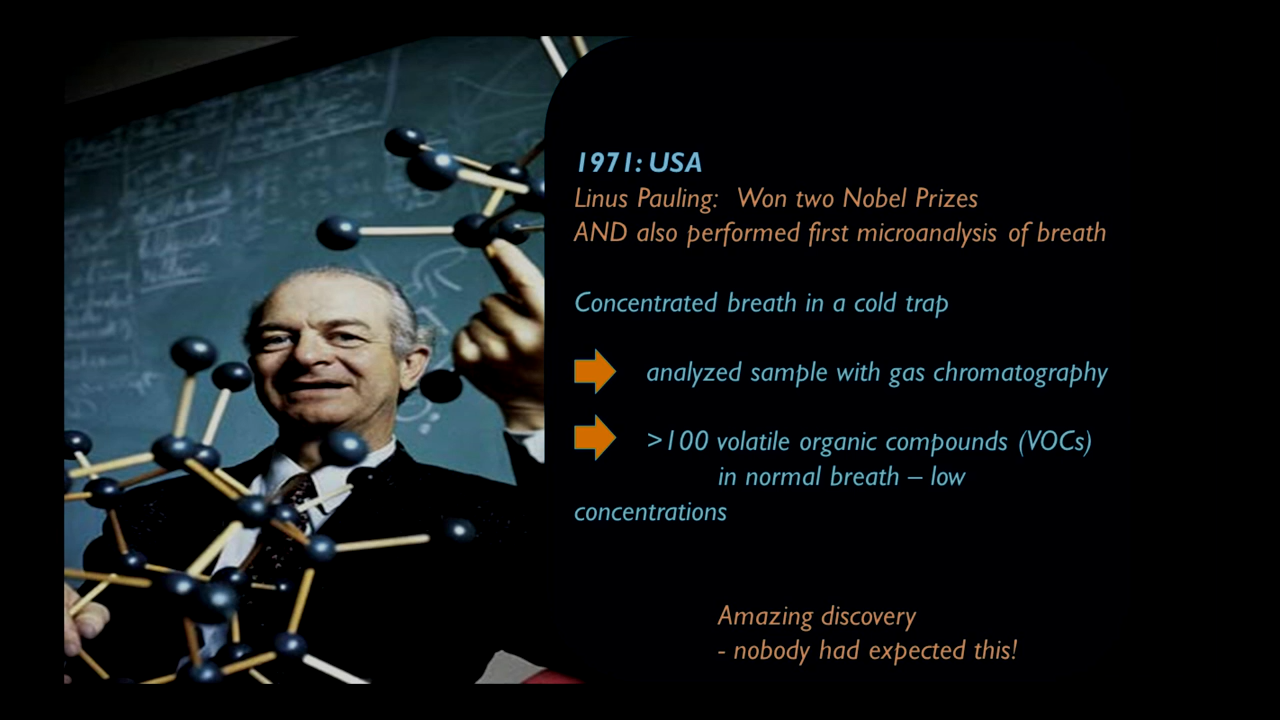 1971: USA
Linus Pauling: Won two Nobel Prizes
AND also performed first microanalysis of breath
Concentrated breath in a cold trap
analyzed sample with gas chromatography
>100 volatile organic compounds (VOCs)
in normal breath – low
concentrations
Amazing discovery
- nobody had expected this!